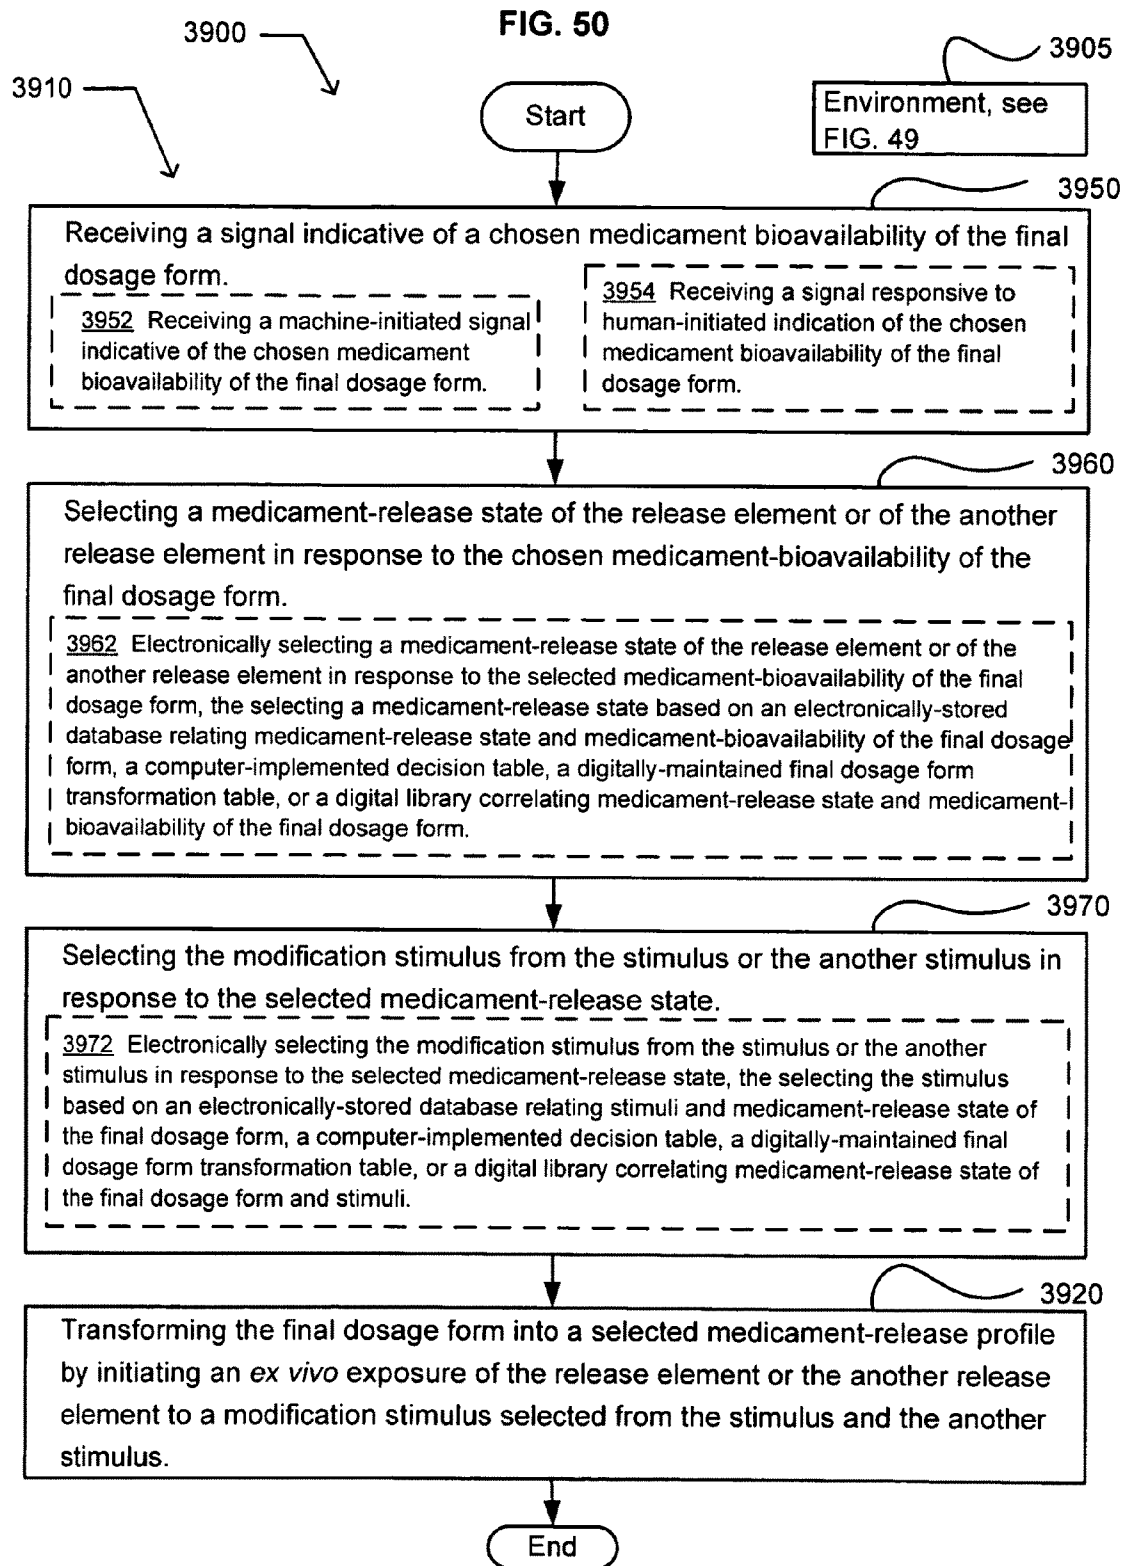 FIG. 50
3900
3910
3905
Start
Environment, see
FIG. 49
3950
Receiving a signal indicative of a chosen medicament bioavailability of the final
dosage form.
3952 Receiving a machine-initiated signal
indicative of the chosen medicament
bioavailability of the final dosage form.
3954 Receiving a signal responsive to
human-initiated indication of the chosen
medicament bioavailability of the final
dosage form.
3960
Selecting a medicament-release state of the release element or of the another
release element in response to the chosen medicament-bioavailability of the
final dosage form.
3962 Electronically selecting a medicament-release state of the release element or of the
another release element in response to the selected medicament-bioavailability of the final
dosage form, the selecting a medicament-release state based on an electronically-stored
database relating medicament-release state and medicament-bioavailability of the final dosage
form, a computer-implemented decision table, a digitally-maintained final dosage form
transformation table, or a digital library correlating medicament-release state and medicament-
bioavailability of the final dosage form.
3970
Selecting the modification stimulus from the stimulus or the another stimulus in
response to the selected medicament-release state.
3972 Electronically selecting the modification stimulus from the stimulus or the another
stimulus in response to the selected medicament-release state, the selecting the stimulus
based on an electronically-stored database relating stimuli and medicament-release state of
the final dosage form, a computer-implemented decision table, a digitally-maintained final
dosage form transformation table, or a digital library correlating medicament-release state of
the final dosage form and stimuli.
3920
Transforming the final dosage form into a selected medicament-release profile
by initiating an ex vivo exposure of the release element or the another release
element to a modification stimulus selected from the stimulus and the another
stimulus.
End